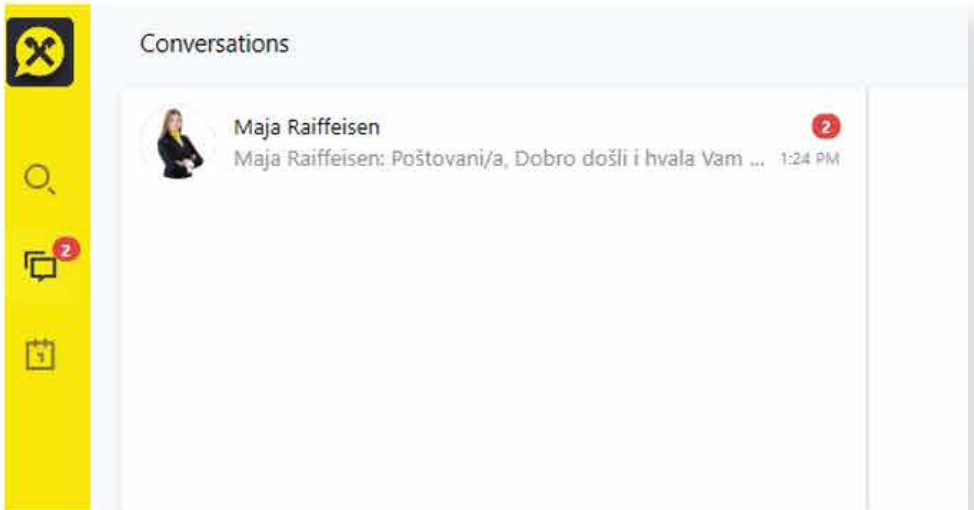 Conversations
Maja Raiffeisen
2
Maja Raiffeisen: Poštovani/a, Dobro došli i hvala Vam ... 1:24 PM
2